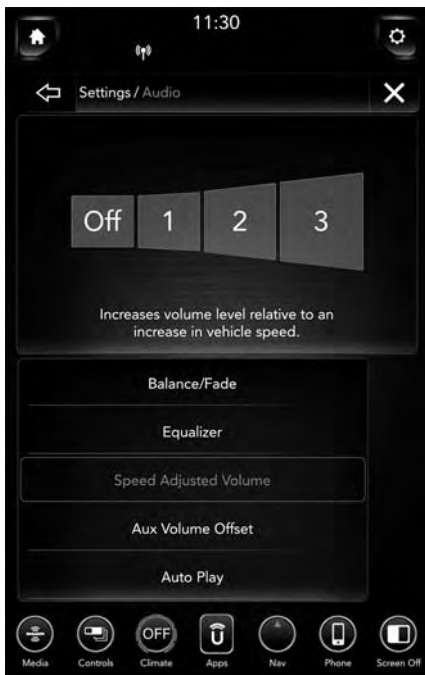 11:30
Settings / Audio
Off 1 2 3
Increases volume level relative to an
increase in vehicle speed.
Balance/Fade
Equalizer
Speed Adjusted Volume
Aux Volume Offset
Auto Play
OFF
Media Controls Climate Apps Nav Phone Screen Off